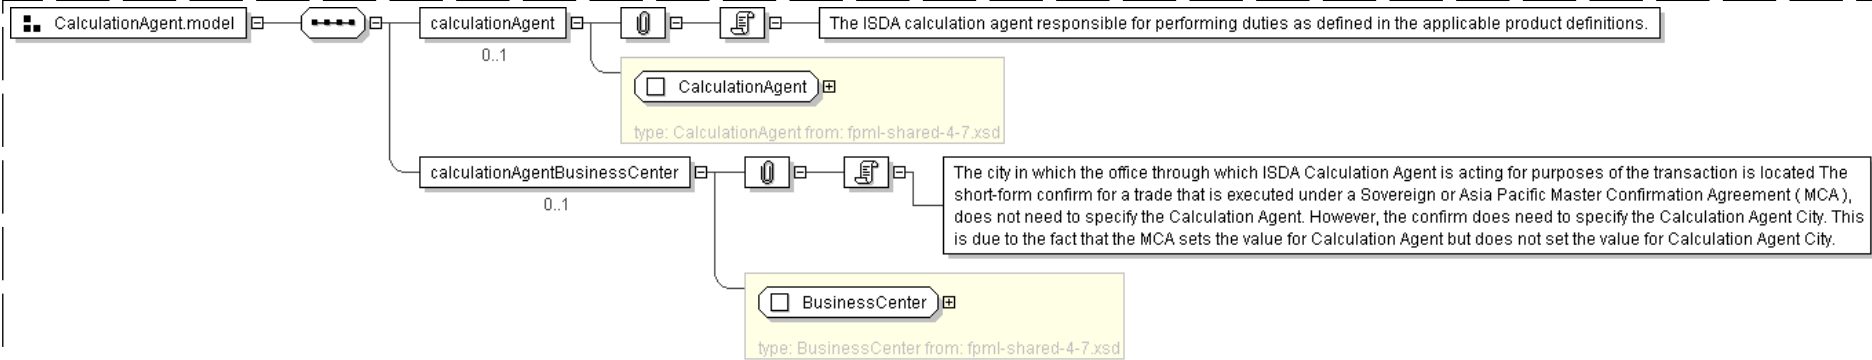 CalculationAgent.model
calculationAgent
The ISDA calculation agent responsible for performing duties as defined in the applicable product definitions.
0..1
CalculationAgent
type: CalculationAgent from: fpml-shared-4-7.xsd
calculationAgentBusinessCenter
0..1
The city in which the office through which ISDA Calculation Agent is acting for purposes of the transaction is located The
short-form confirm for a trade that is executed under a Sovereign or Asia Pacific Master Confirmation Agreement ( MCA ),
does not need to specify the Calculation Agent. However, the confirm does need to specify the Calculation Agent City. This
is due to the fact that the MCA sets the value for Calculation Agent but does not set the value for Calculation Agent City.
BusinessCenter
type: BusinessCenter from: fpml-shared-4-7.xsd